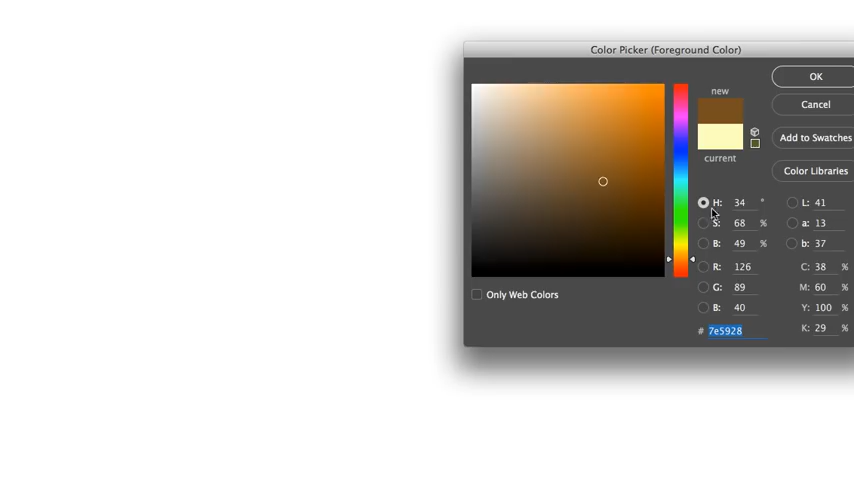 Color Picker (Foreground Color)
new
current
OK
Cancel
Add to Swatches
Color Libraries
H: 34 °
S: 68 %
B: 49 %
R: 126
G: 89
B: 40
# 7e5928
L: 41
a: 13
b: 37
C: 38 %
M: 60 %
Y: 100 %
K: 29 %
Only Web Colors